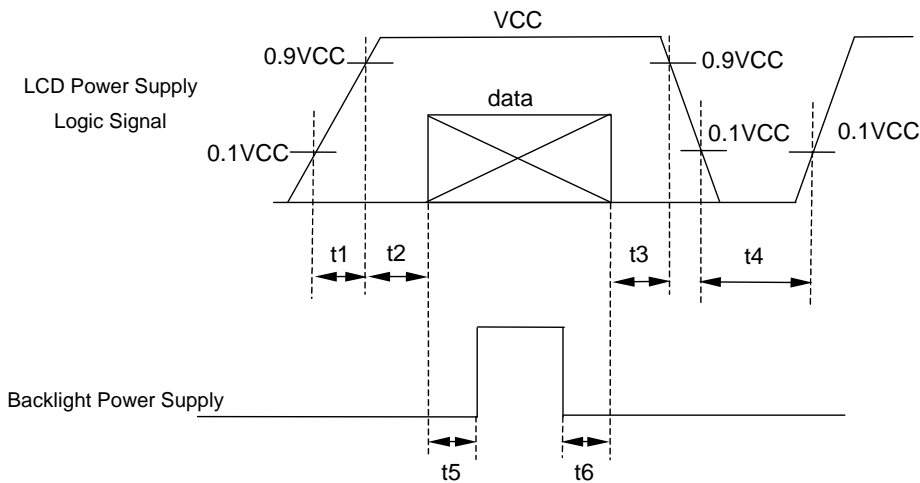 VCC
0.9VCC
0.9VCC
LCD Power Supply
Logic Signal
data
0.1VCC
0.1VCC
0.1VCC
t1
t2
t3
t4
Backlight Power Supply
t5
t6